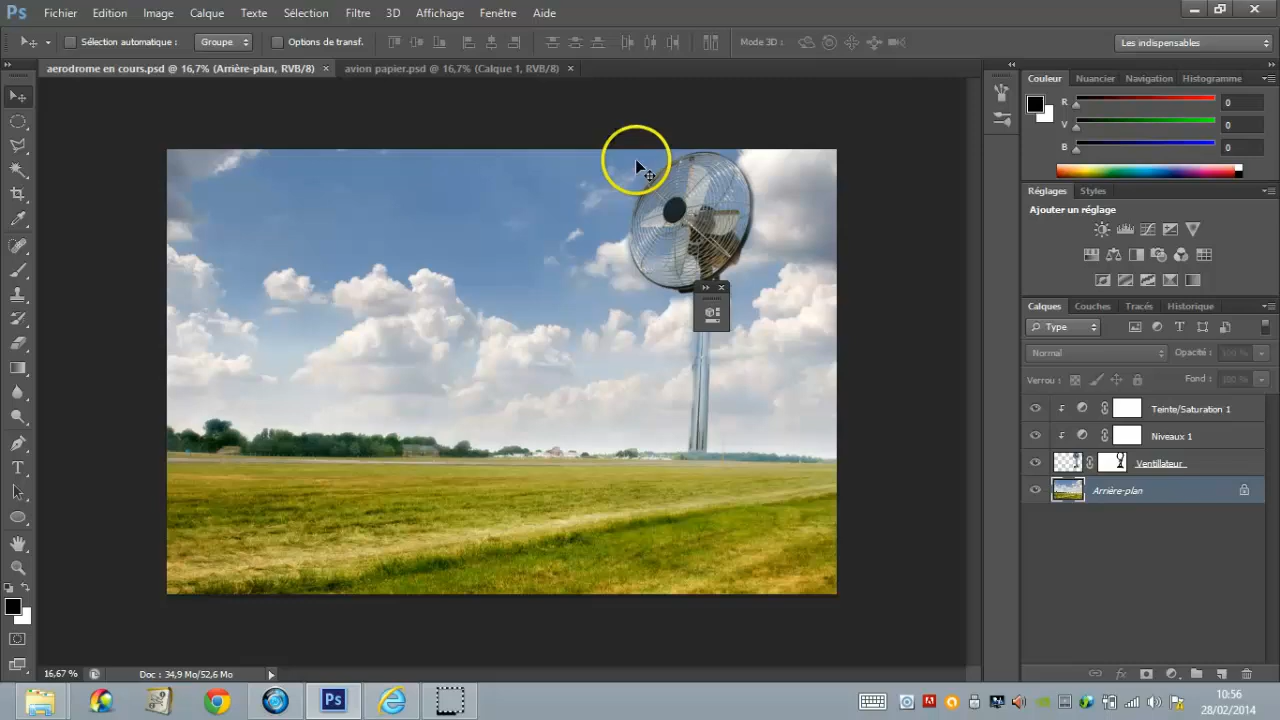 Ps Fichier Edition Image Calque Texte Sélection Filtre 3D Affichage Fenêtre Aide
Sélection automatique : Groupe Options de transf. Mode 3D : Les indispensables
aerodrome en cours.psd @ 16,7% (Arrière-plan, RVB/8) × avion papier.psd @ 16,7% (Calque 1, RVB/8) ×
Couleur Nuancier Navigation Histogramme
R 0
V 0
B 0
Réglages Styles
Ajouter un réglage
Calques Couches Tracés Historique
Type
Normal Opacité : 100 %
Verrou : Fond : 100 %
Teinte/Saturation 1
Niveaux 1
Ventillateur
Arrière-plan
16,67 % Doc : 34,9 Mo/52,6 Mo
Ps
10:56
28/02/2014